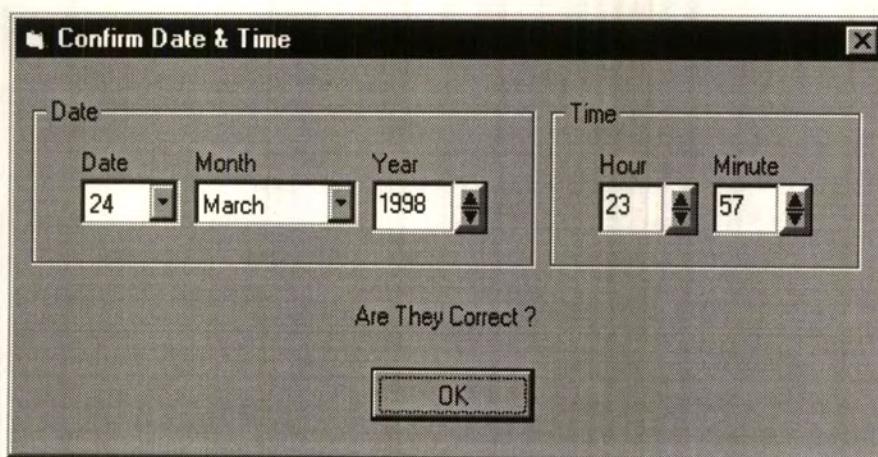 Confirm Date & Time
Date
Date Month Year
24 March 1998
Time
Hour Minute
23 57
Are They Correct ?
OK